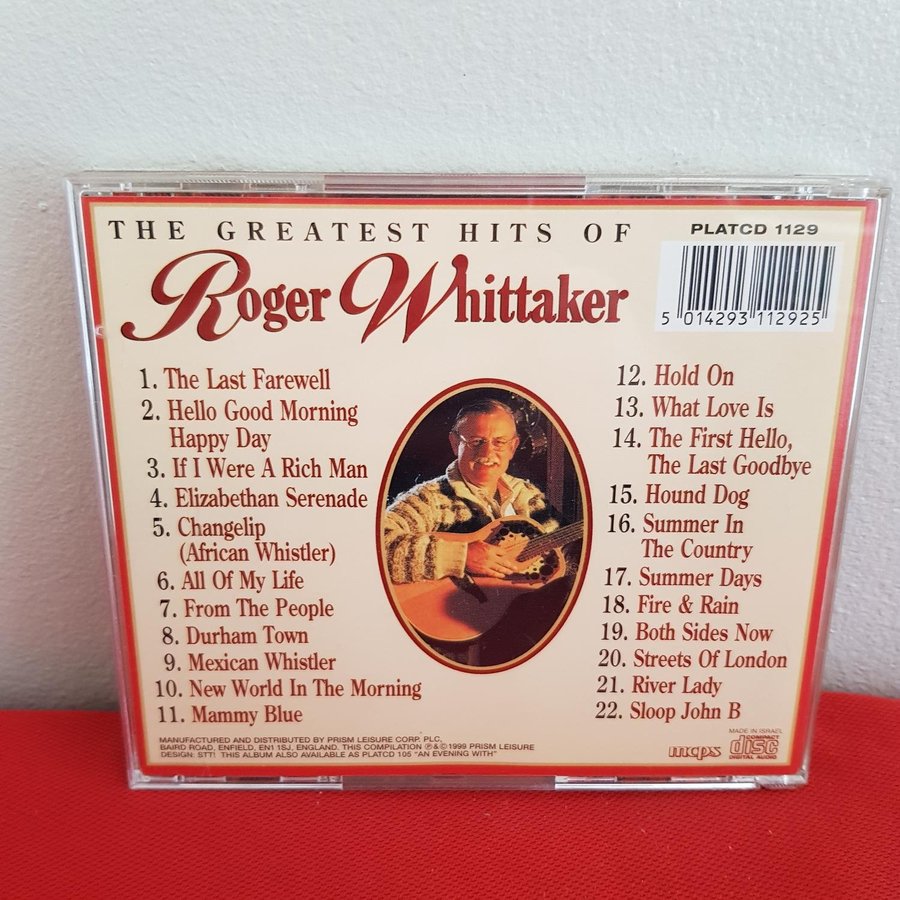 THE GREATEST HITS OF
Roger Whittaker
PLATCD 1129
5 014293 112925
1. The Last Farewell
2. Hello Good Morning
Happy Day
3. If I Were A Rich Man
4. Elizabethan Serenade
5. Changelip
(African Whistler)
6. All Of My Life
7. From The People
8. Durham Town
9. Mexican Whistler
10. New World In The Morning
11. Mammy Blue
12. Hold On
13. What Love Is
14. The First Hello,
The Last Goodbye
15. Hound Dog
16. Summer In
The Country
17. Summer Days
18. Fire & Rain
19. Both Sides Now
20. Streets Of London
21. River Lady
22. Sloop John B
MANUFACTURED AND DISTRIBUTED BY PRISM LEISURE CORP. PLC,
BAIRD ROAD, ENFIELD, EN1 1SJ, ENGLAND. THIS COMPILATION ℗&©1999 PRISM LEISURE
DESIGN: STT! THIS ALBUM ALSO AVAILABLE AS PLATCD 105 "AN EVENING WITH"
mcps
MADE IN ISRAEL
COMPACT
disc
DIGITAL AUDIO